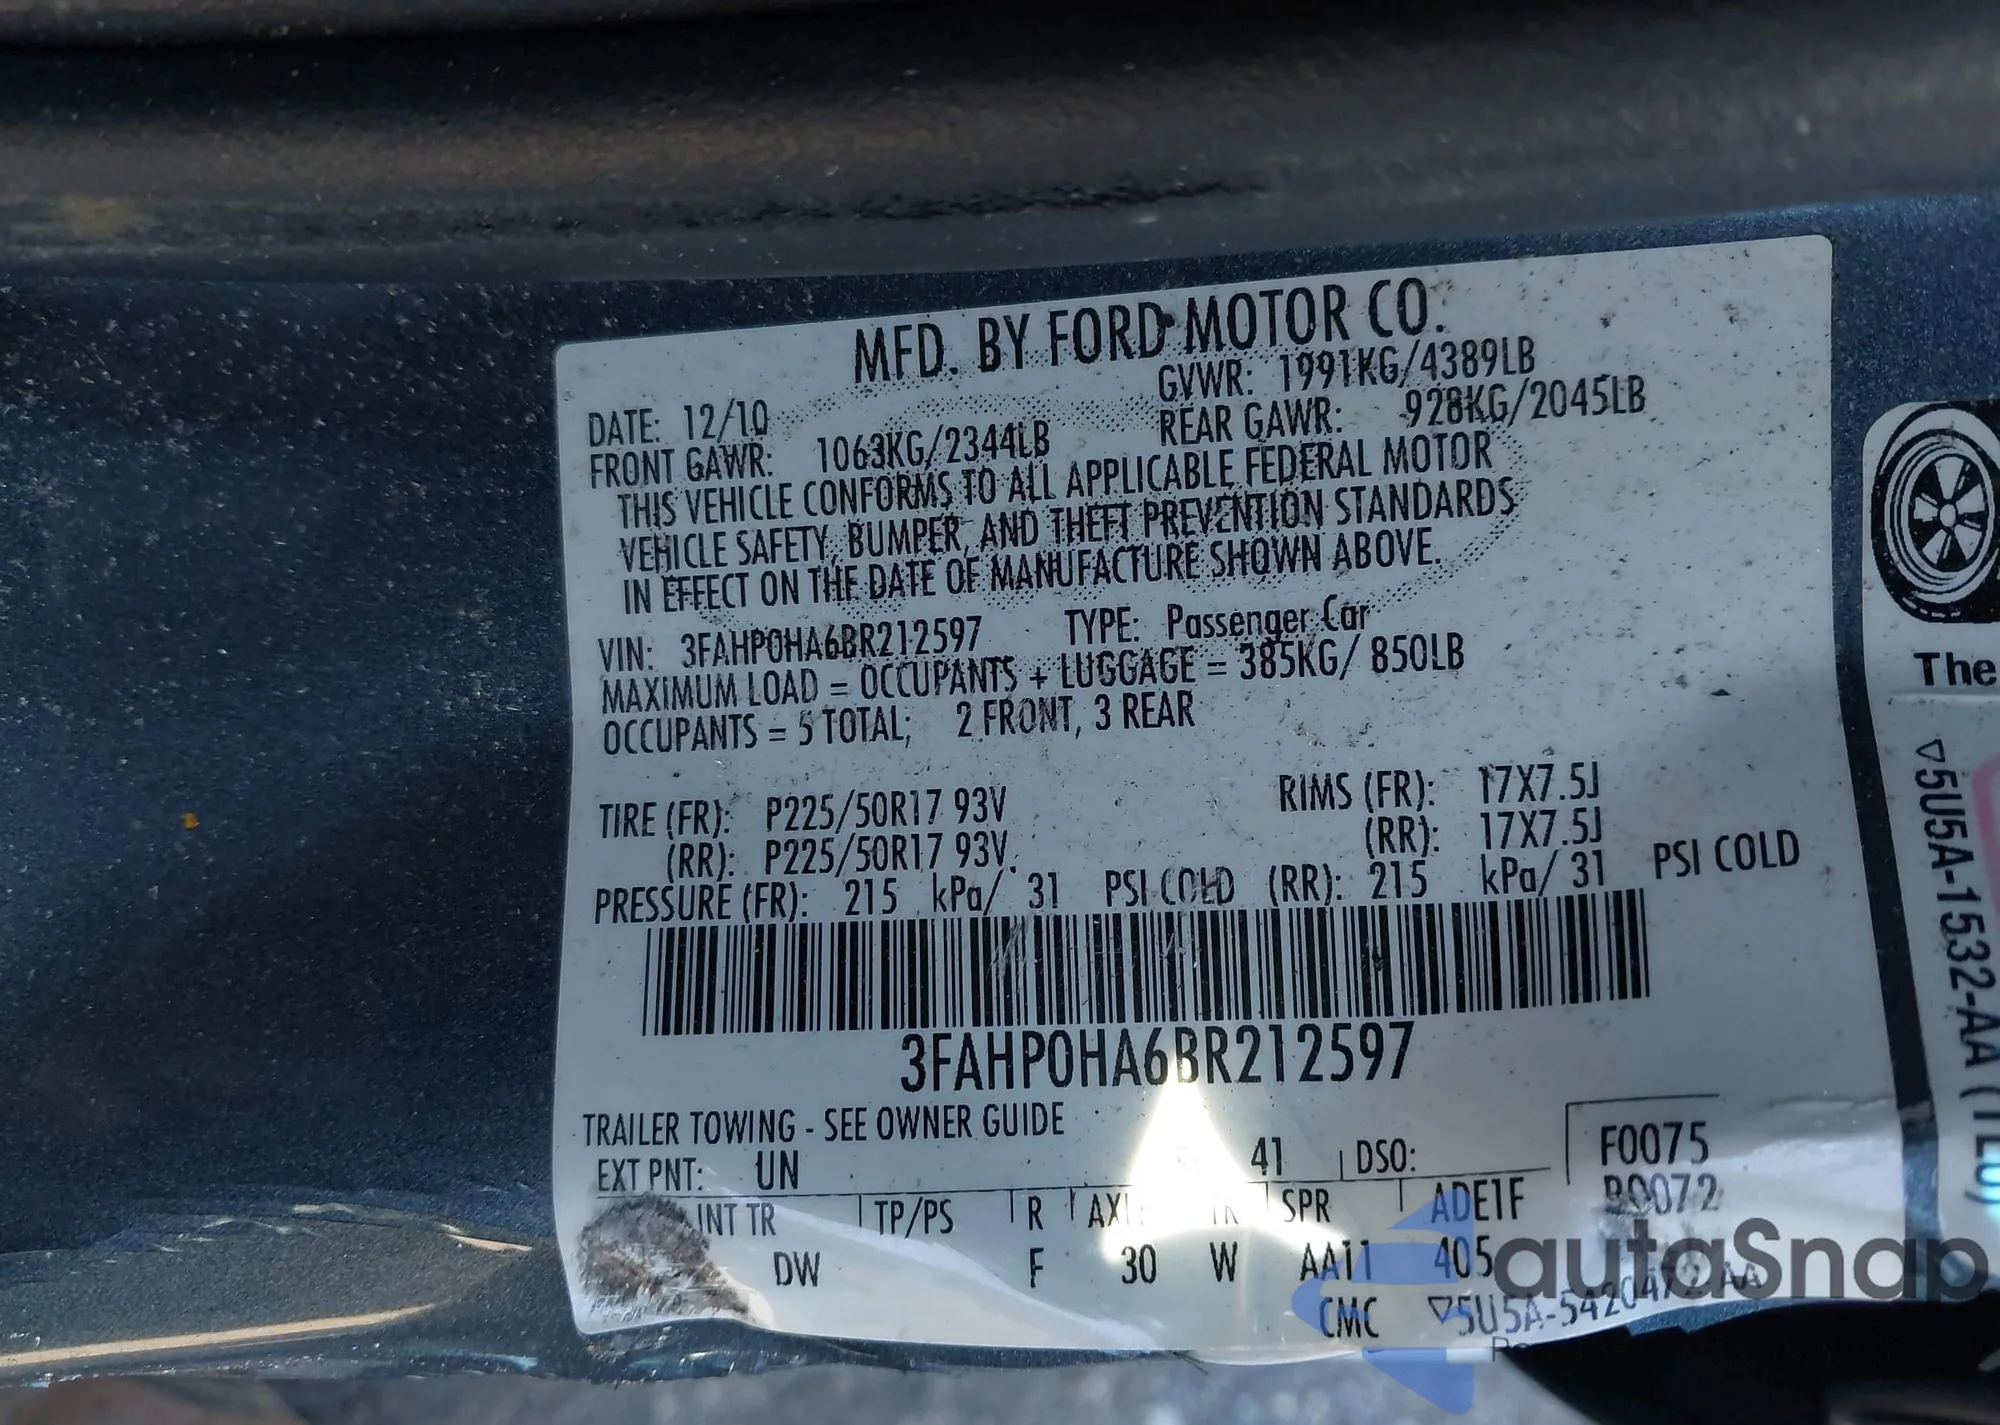 MFD. BY FORD MOTOR CO.
DATE: 12/10 GVWR: 1991KG/4389LB
FRONT GAWR: 1063KG/2344LB REAR GAWR: 928KG/2045LB
THIS VEHICLE CONFORMS TO ALL APPLICABLE FEDERAL MOTOR
VEHICLE SAFETY, BUMPER, AND THEFT PREVENTION STANDARDS
IN EFFECT ON THE DATE OF MANUFACTURE SHOWN ABOVE.
VIN: 3FAHP0HA6BR212597 TYPE: Passenger Car
MAXIMUM LOAD = OCCUPANTS + LUGGAGE = 385KG/ 850LB
OCCUPANTS = 5 TOTAL; 2 FRONT, 3 REAR
TIRE (FR): P225/50R17 93V RIMS (FR): 17X7.5J
(RR): P225/50R17 93V RIMS (RR): 17X7.5J
PRESSURE (FR): 215 kPa/ 31 PSI COLD (RR): 215 kPa/ 31 PSI COLD
3FAHP0HA6BR212597
TRAILER TOWING - SEE OWNER GUIDE
EXT PNT: UN 41 DSO: F0075
B0072
INT TR TP/PS R SPR ADE1F
DW F 30 W AA11 405
CMC ▽5U5A-5420472-AA
The
▽5U5A-1532-AA
autaSnap